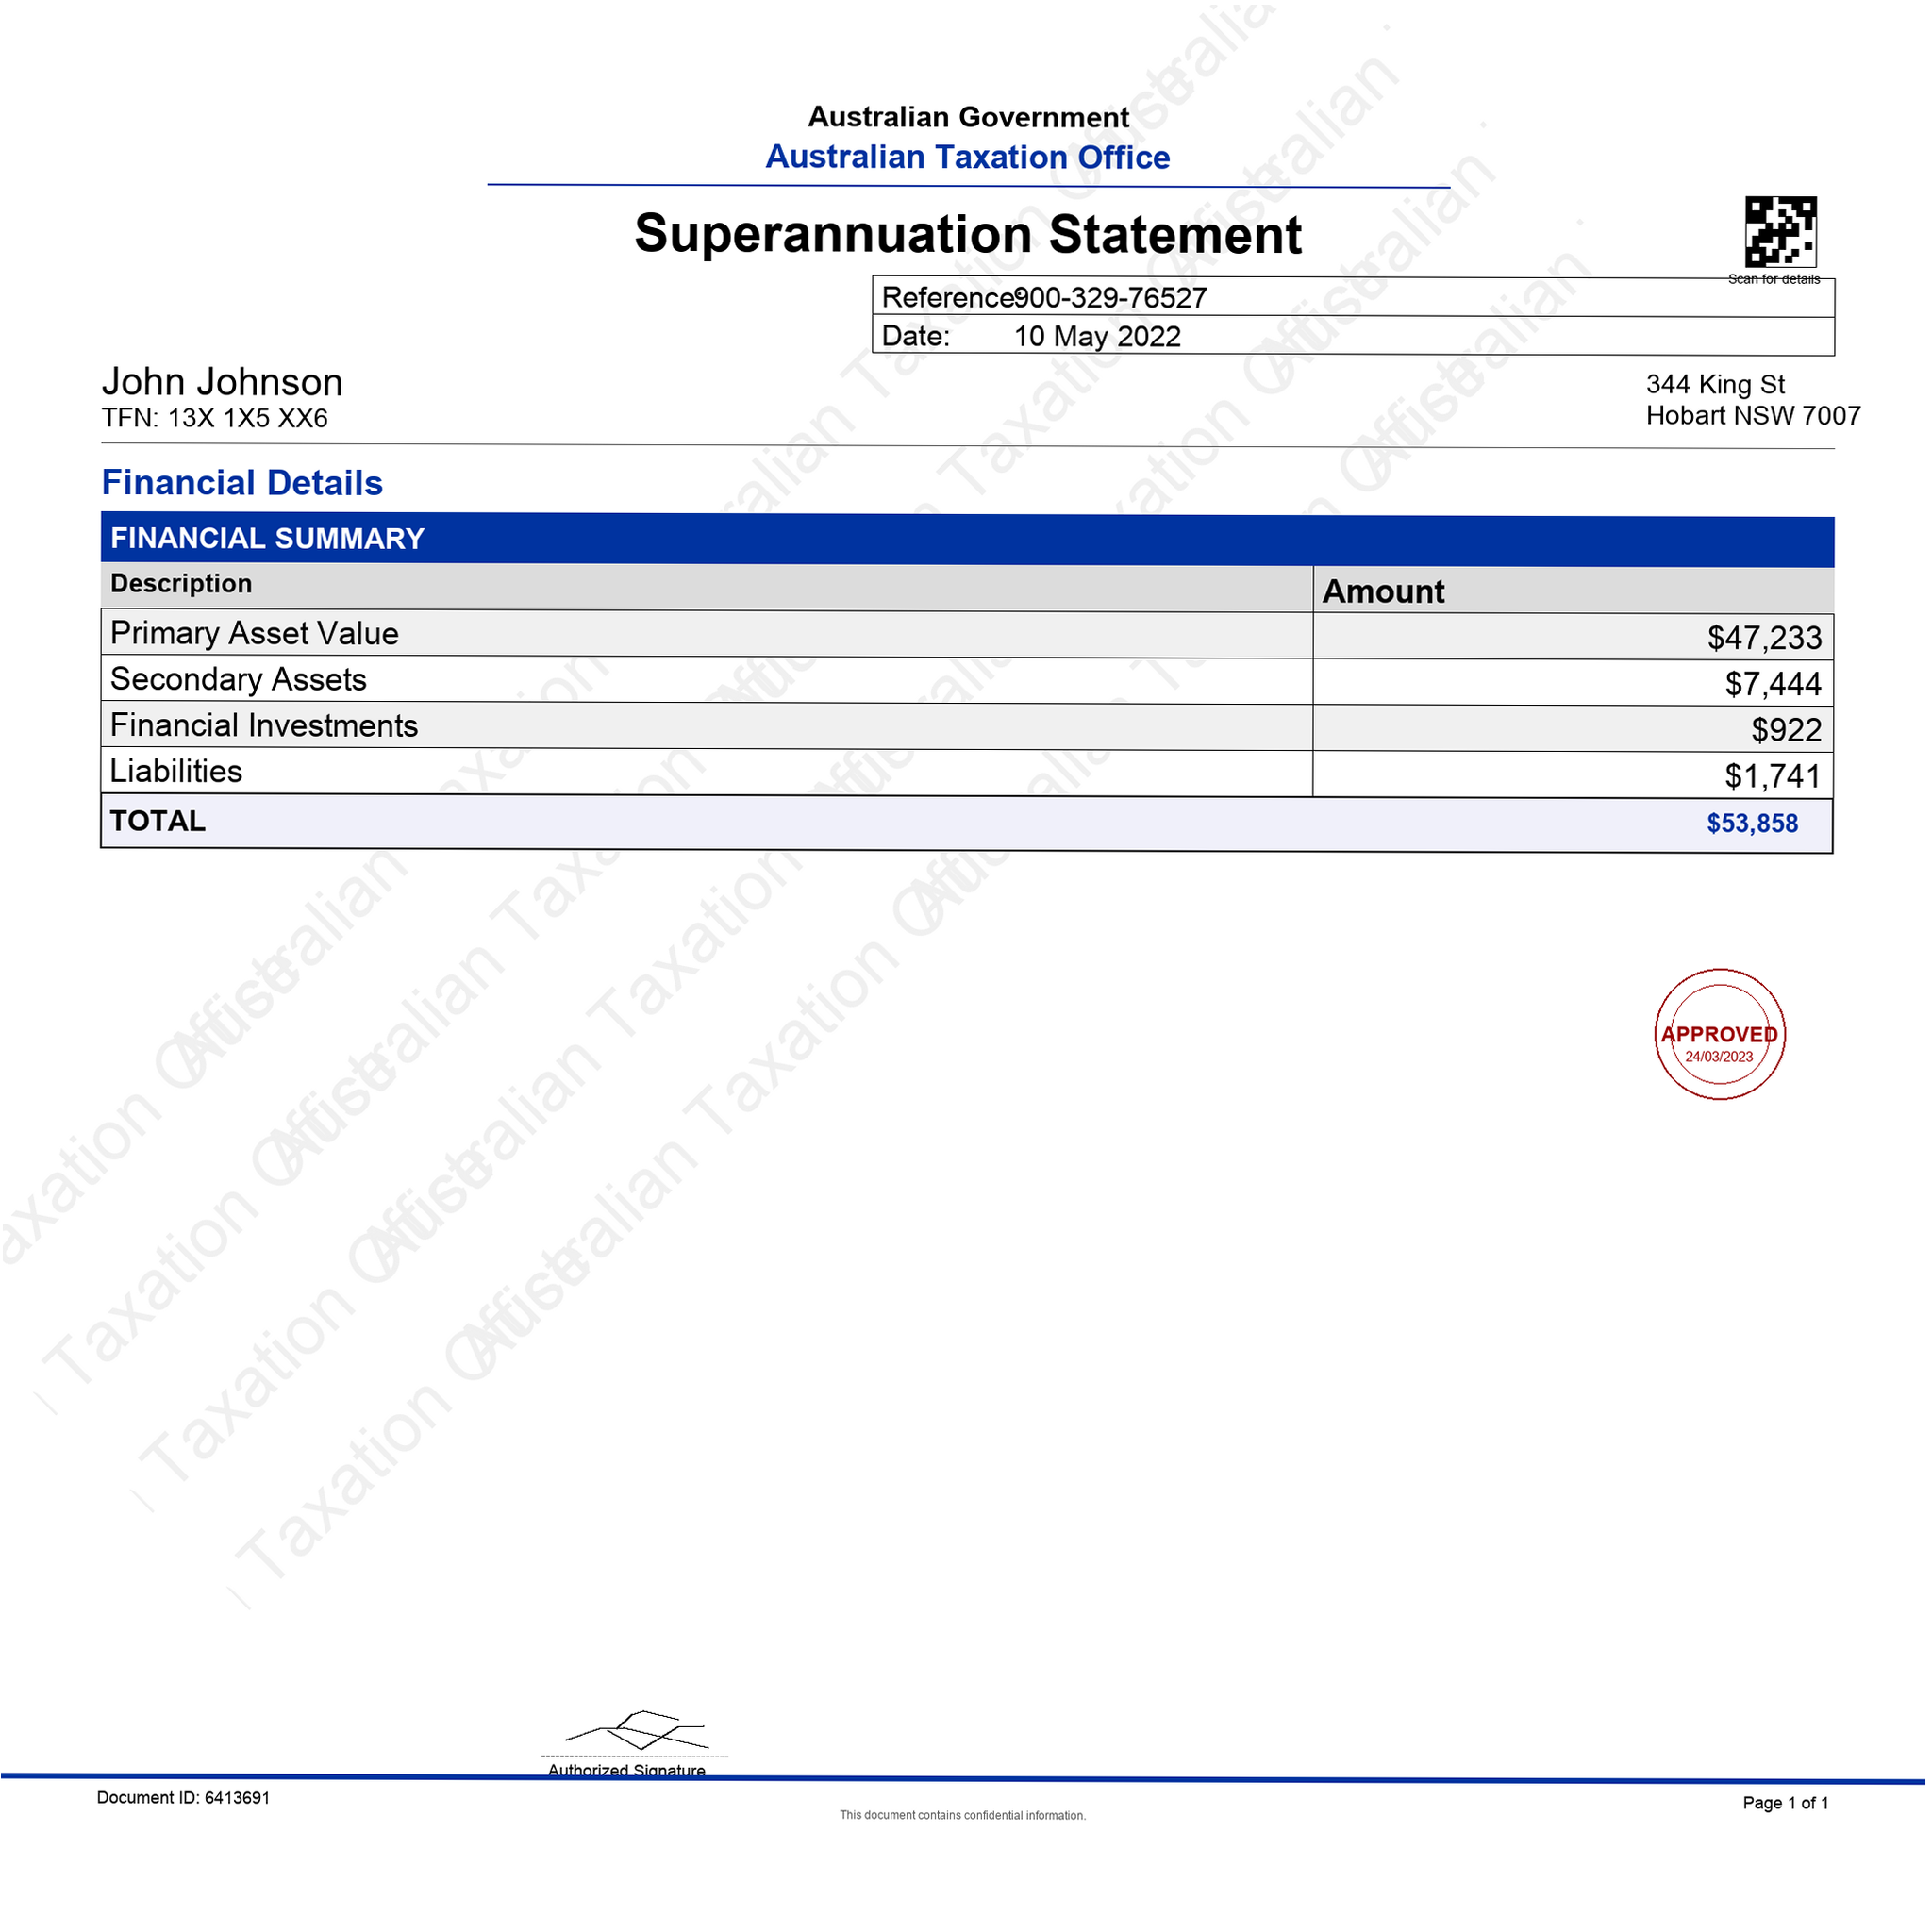 Australian Government
Australian Taxation Office
Superannuation Statement
Scan for details
Reference: 900-329-76527
Date: 10 May 2022
John Johnson
TFN: 13X 1X5 XX6
344 King St
Hobart NSW 7007
Financial Details
FINANCIAL SUMMARY
Description Amount
Primary Asset Value $47,233
Secondary Assets $7,444
Financial Investments $922
Liabilities $1,741
TOTAL $53,858
APPROVED
24/03/2023
Authorized Signature
Document ID: 6413691
This document contains confidential information.
Page 1 of 1
Australian Taxation Office